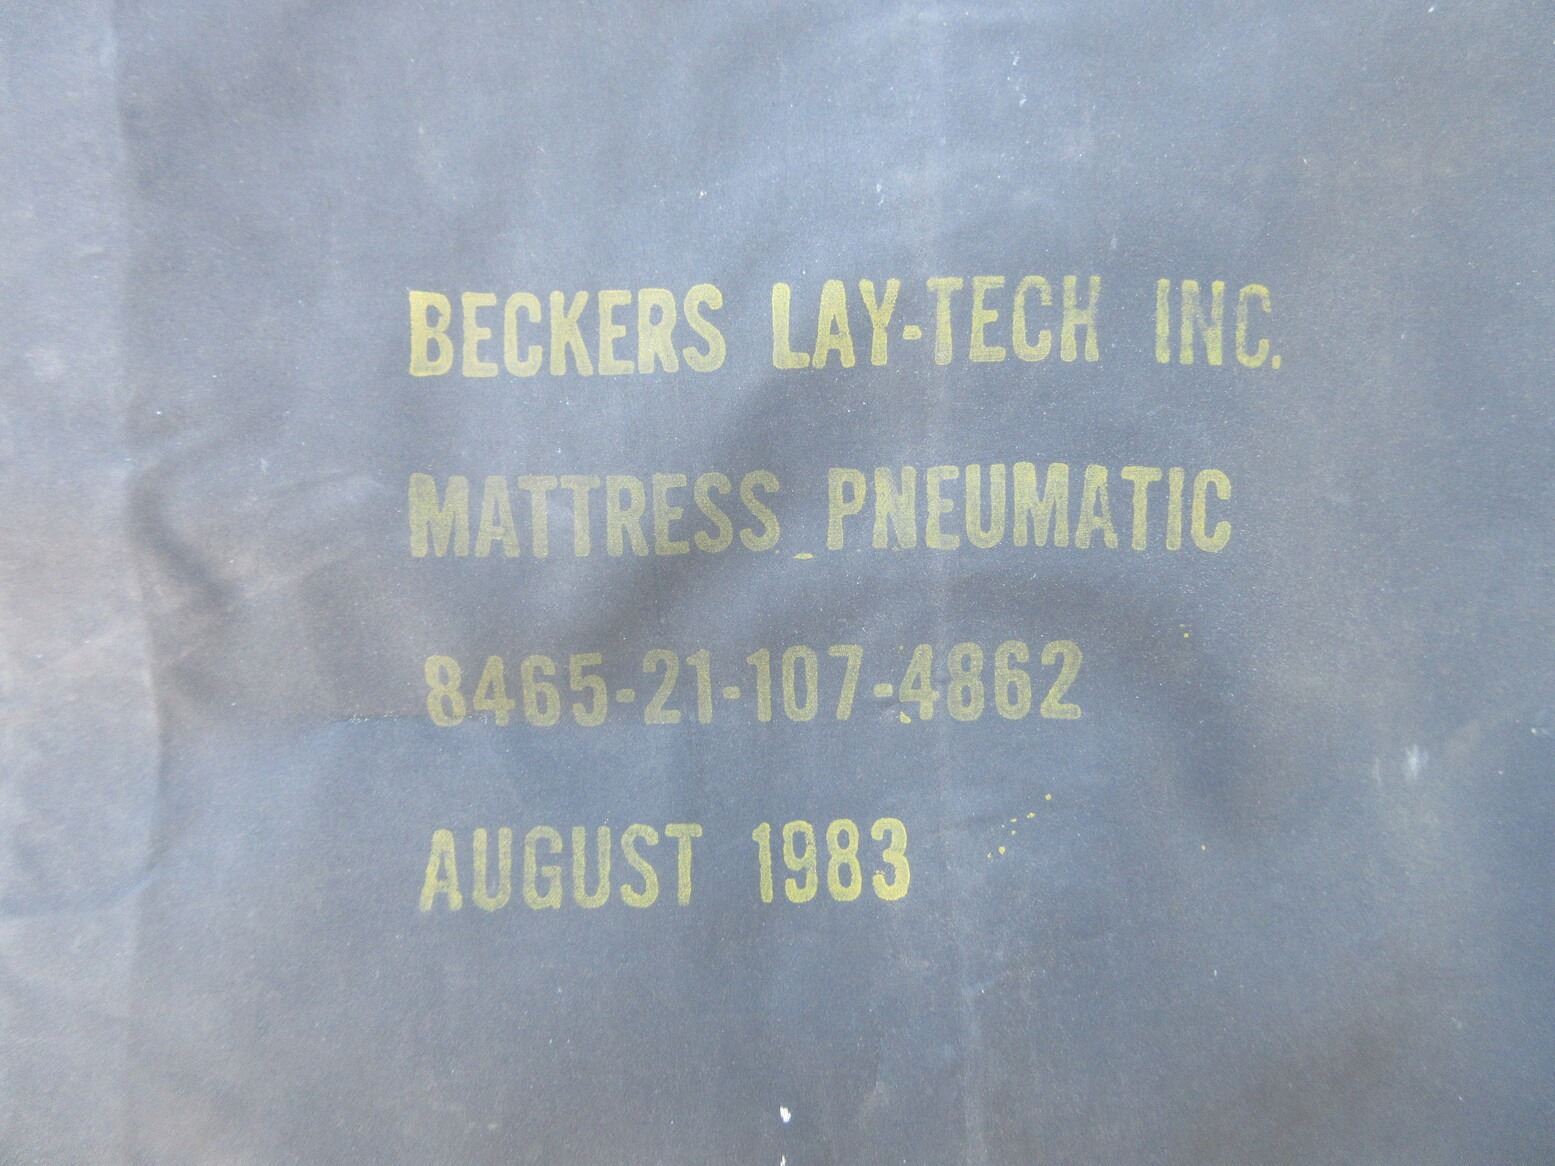 BECKERS LAY-TECH INC.
MATTRESS PNEUMATIC
8465-21-107-4862
AUGUST 1983